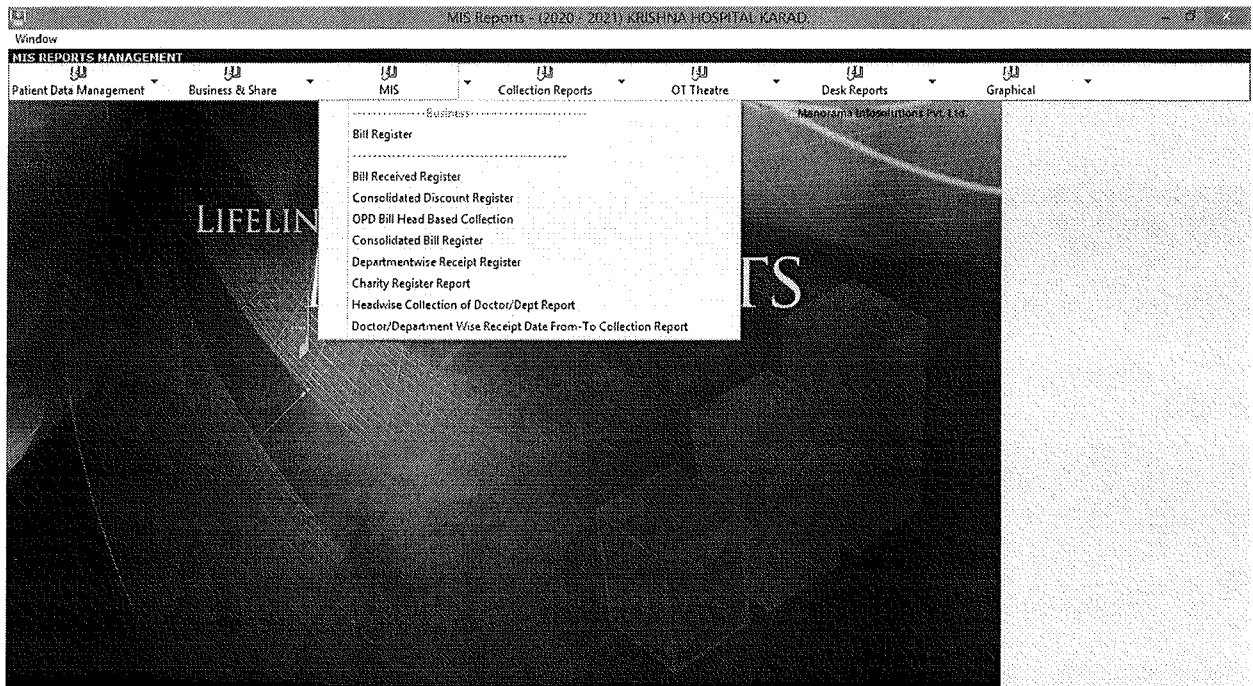 MIS Reports - (2020 - 2021) KRISHNA HOSPITAL KARAD.
Window
MIS REPORTS MANAGEMENT
Patient Data Management Business & Share MIS Collection Reports OT Theatre Desk Reports Graphical
Business
Manorama Infosolutions Pvt. Ltd.
Bill Register
Bill Received Register
Consolidated Discount Register
OPD Bill Head Based Collection
LIFELIN
Consolidated Bill Register
Departmentwise Receipt Register
Charity Register Report
TS
Headwise Collection of Doctor/Dept Report
Doctor/Department Wise Receipt Date From-To Collection Report